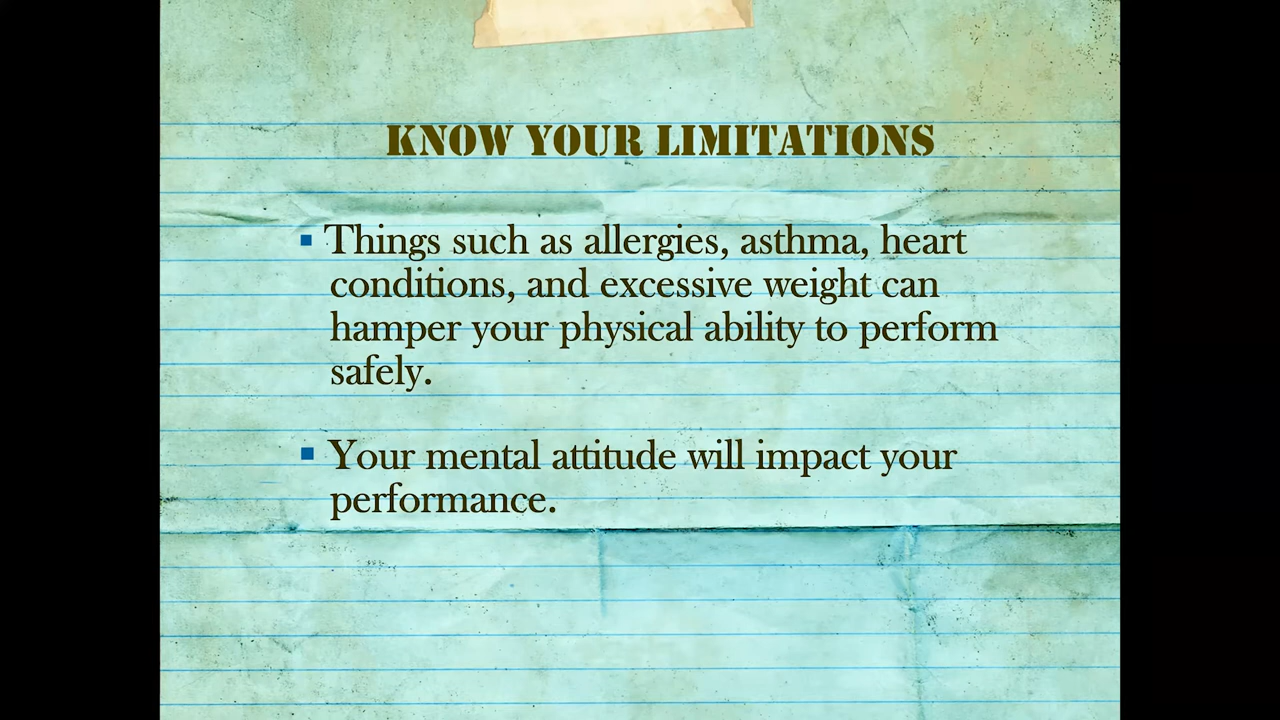 KNOW YOUR LIMITATIONS
▪ Things such as allergies, asthma, heart
conditions, and excessive weight can
hamper your physical ability to perform
safely.
▪ Your mental attitude will impact your
performance.